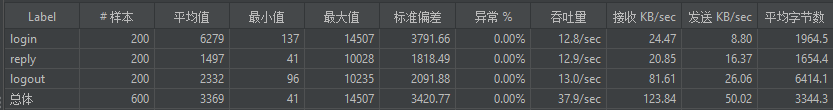 Label # 样本 平均值 最小值 最大值 标准偏差 异常 % 吞吐量 接收 KB/sec 发送 KB/sec 平均字节数
login 200 6279 137 14507 3791.66 0.00% 12.8/sec 24.47 8.80 1964.5
reply 200 1497 41 10028 1818.49 0.00% 12.9/sec 20.85 16.37 1654.4
logout 200 2332 96 10235 2091.88 0.00% 13.0/sec 81.61 26.06 6414.1
总体 600 3369 41 14507 3420.77 0.00% 37.9/sec 123.84 50.02 3344.3